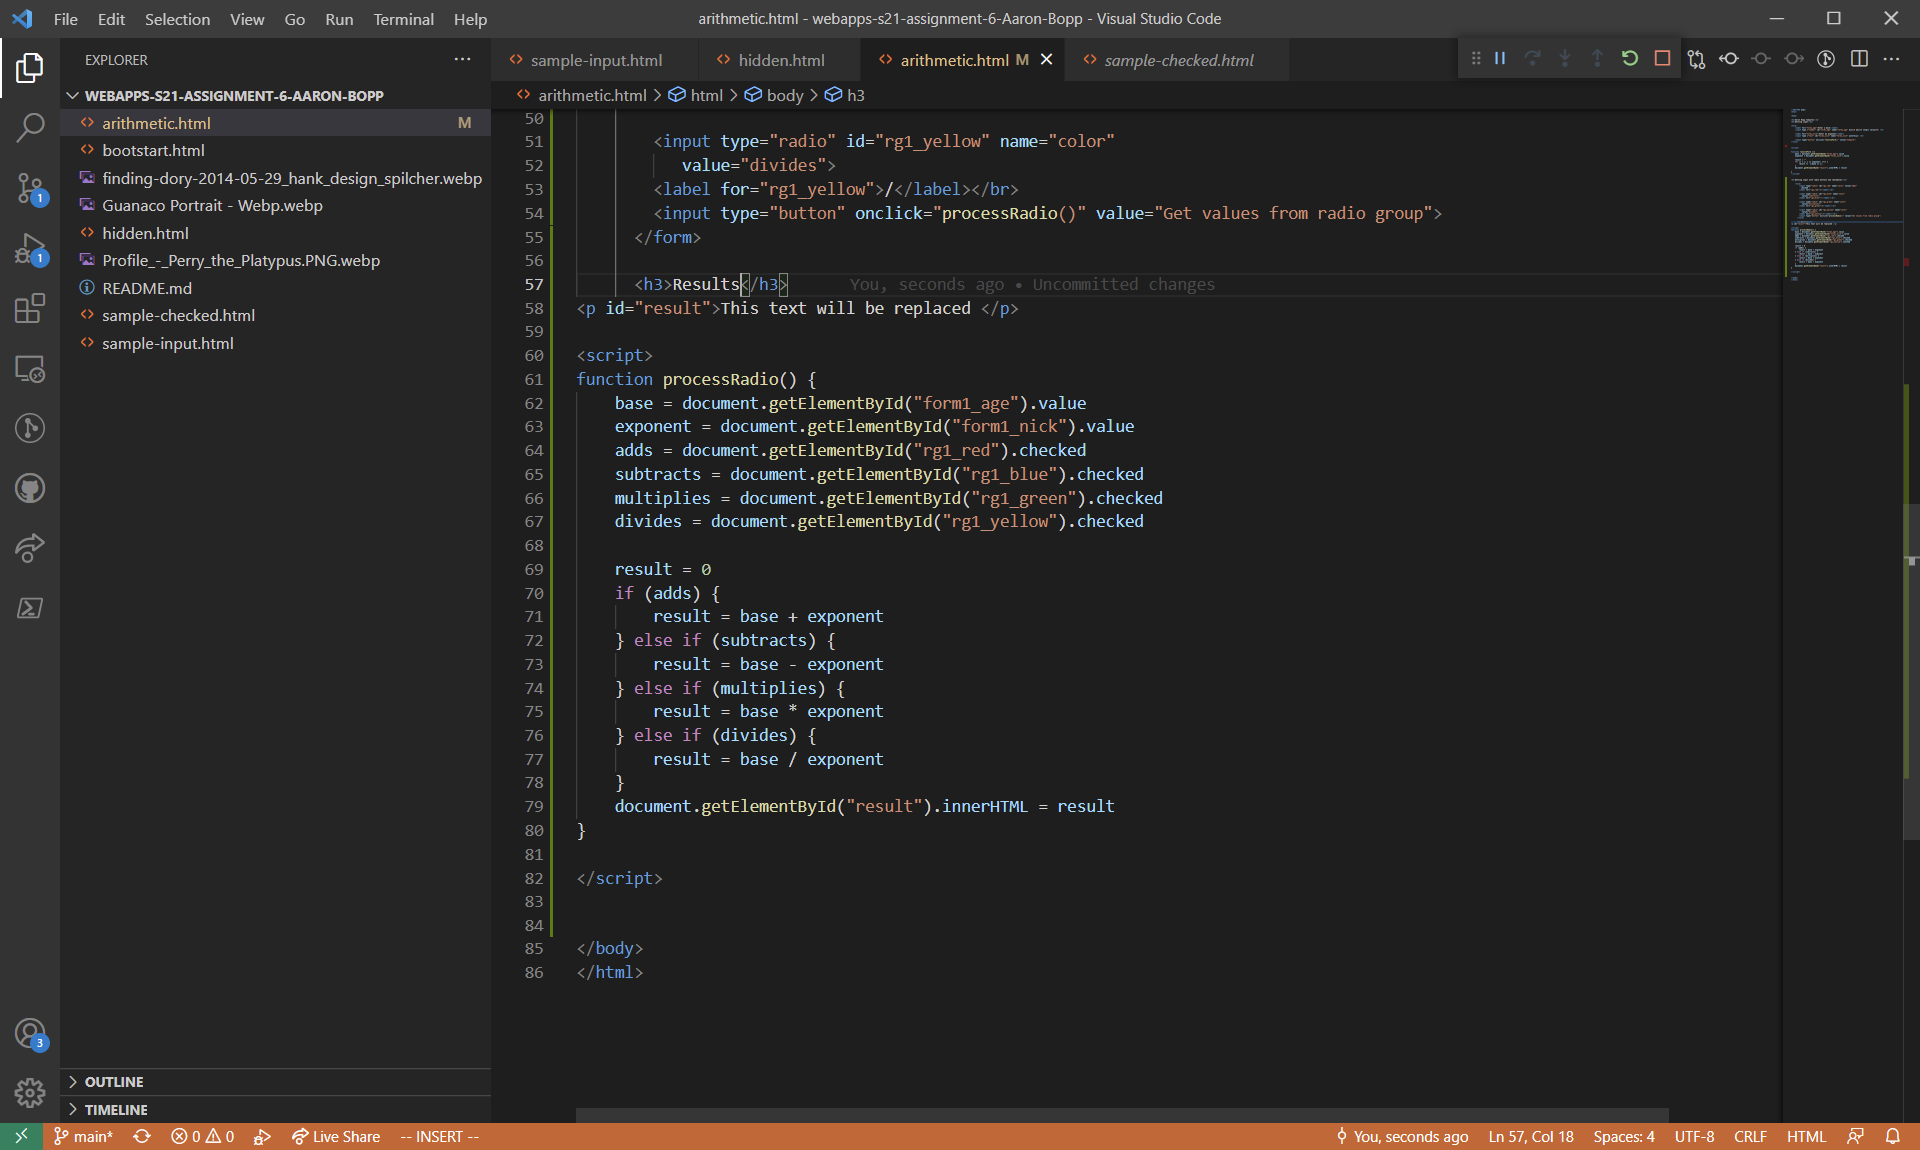 File Edit Selection View Go Run Terminal Help
arithmetic.html - webapps-s21-assignment-6-Aaron-Bopp - Visual Studio Code
EXPLORER
WEBAPPS-S21-ASSIGNMENT-6-AARON-BOPP
arithmetic.html M
bootstart.html
finding-dory-2014-05-29_hank_design_spilcher.webp
Guanaco Portrait - Webp.webp
hidden.html
Profile_-_Perry_the_Platypus.PNG.webp
README.md
sample-checked.html
sample-input.html
OUTLINE
TIMELINE
1
1
3
sample-input.html hidden.html arithmetic.html M sample-checked.html
arithmetic.html > html > body > h3
50
51 <input type="radio" id="rg1_yellow" name="color"
52 value="divides">
53 <label for="rg1_yellow">/</label></br>
54 <input type="button" onclick="processRadio()" value="Get values from radio group">
55 </form>
56
57 <h3>Results</h3> You, seconds ago • Uncommitted changes
58 <p id="result">This text will be replaced </p>
59
60 <script>
61 function processRadio() {
62 base = document.getElementById("form1_age").value
63 exponent = document.getElementById("form1_nick").value
64 adds = document.getElementById("rg1_red").checked
65 subtracts = document.getElementById("rg1_blue").checked
66 multiplies = document.getElementById("rg1_green").checked
67 divides = document.getElementById("rg1_yellow").checked
68
69 result = 0
70 if (adds) {
71 result = base + exponent
72 } else if (subtracts) {
73 result = base - exponent
74 } else if (multiplies) {
75 result = base * exponent
76 } else if (divides) {
77 result = base / exponent
78 }
79 document.getElementById("result").innerHTML = result
80 }
81
82 </script>
83
84
85 </body>
86 </html>
main* 0 0 Live Share -- INSERT -- You, seconds ago Ln 57, Col 18 Spaces: 4 UTF-8 CRLF HTML